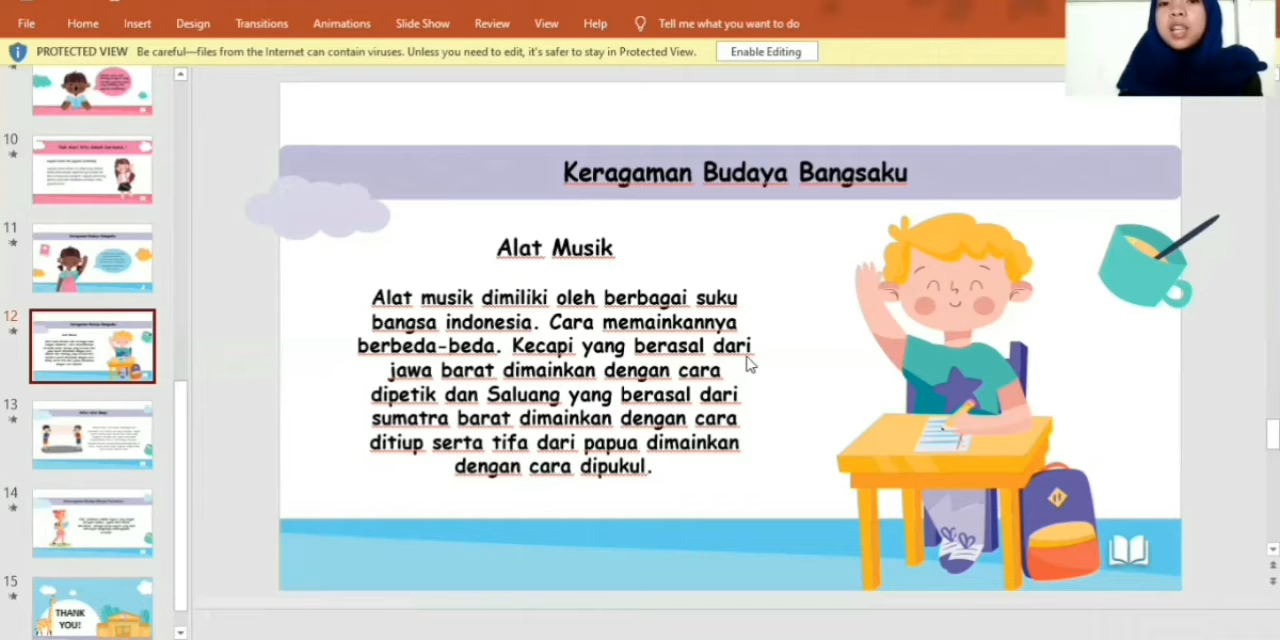 File Home Insert Design Transitions Animations Slide Show Review View Help Tell me what you want to do
PROTECTED VIEW Be careful—files from the Internet can contain viruses. Unless you need to edit, it's safer to stay in Protected View. Enable Editing
10
11
12
13
14
15
THANK
YOU!
Keragaman Budaya Bangsaku
Alat Musik
Alat musik dimiliki oleh berbagai suku
bangsa indonesia. Cara memainkannya
berbeda-beda. Kecapi yang berasal dari
jawa barat dimainkan dengan cara
dipetik dan Saluang yang berasal dari
sumatra barat dimainkan dengan cara
ditiup serta tifa dari papua dimainkan
dengan cara dipukul.